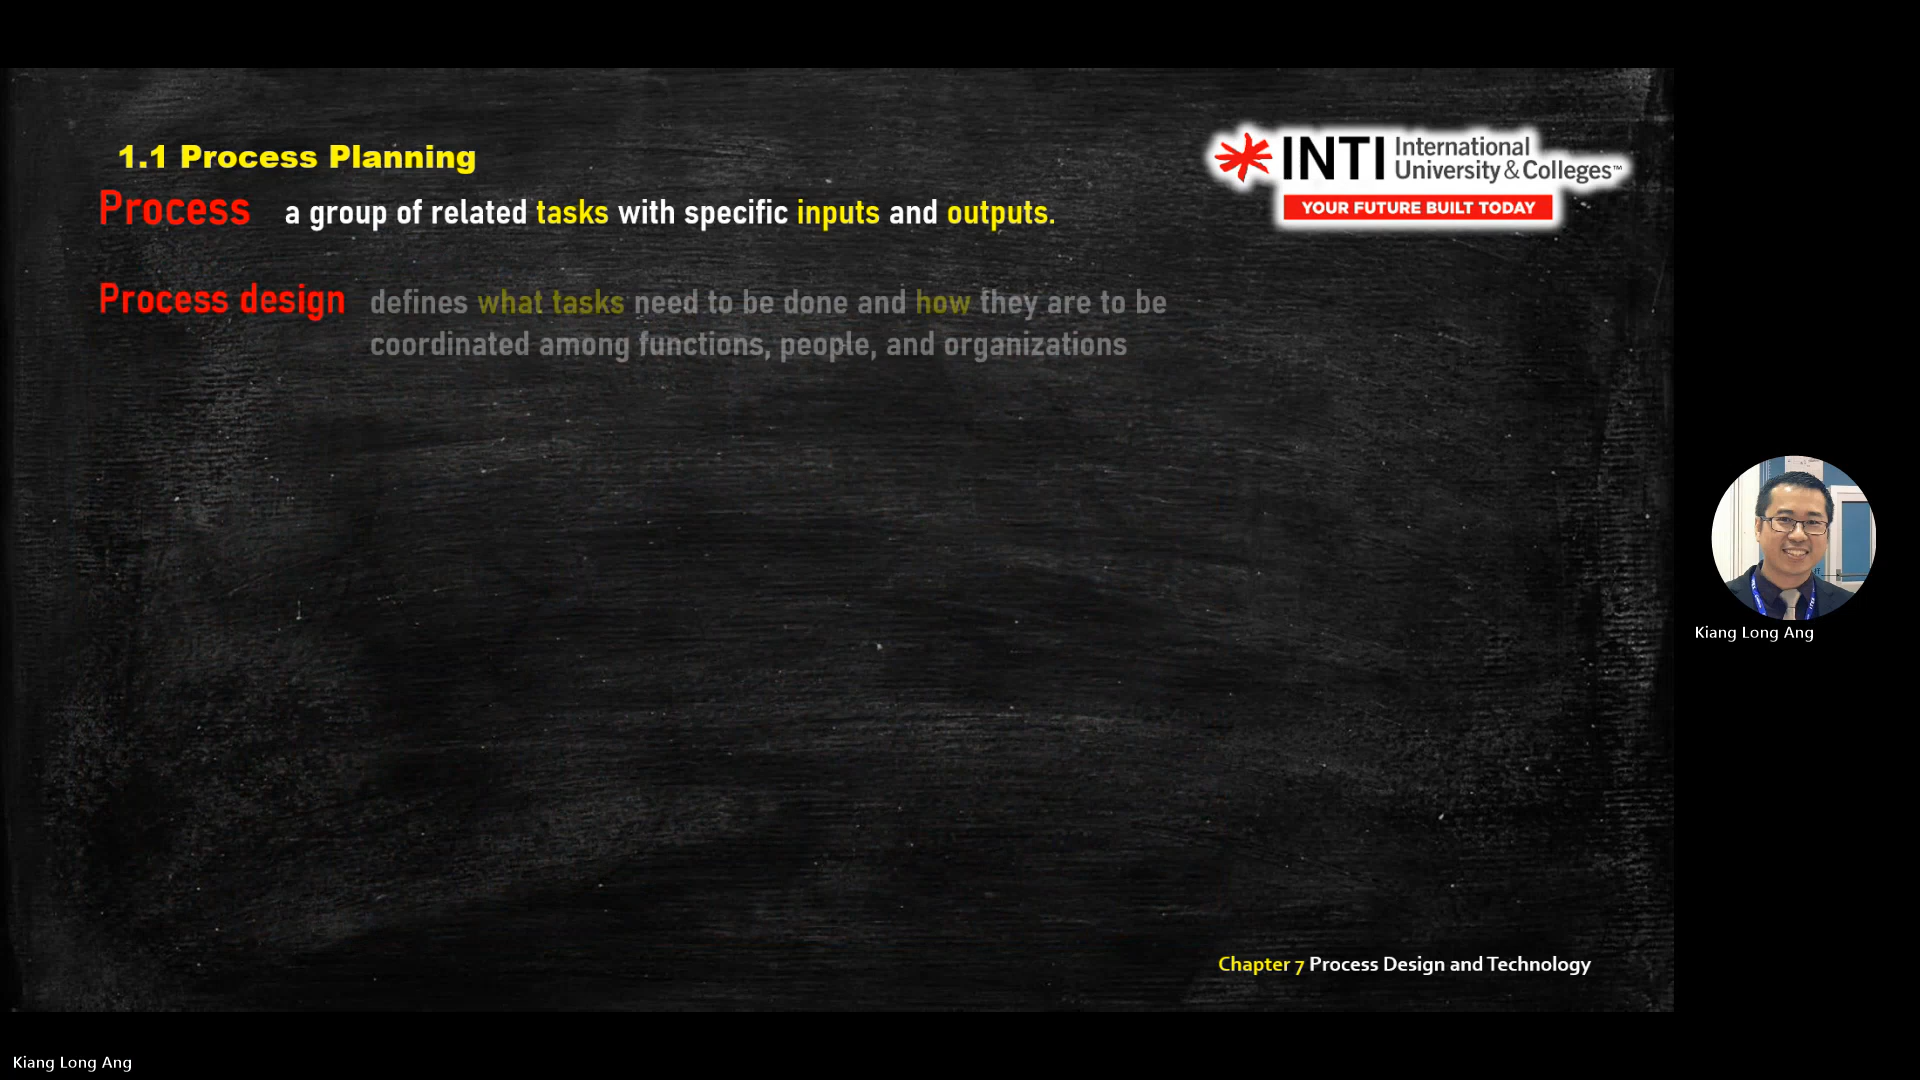 1.1 Process Planning
INTI International
University & Colleges™
YOUR FUTURE BUILT TODAY
Process a group of related tasks with specific inputs and outputs.
Process design defines what tasks need to be done and how they are to be
coordinated among functions, people, and organizations
Kiang Long Ang
Chapter 7 Process Design and Technology
Kiang Long Ang